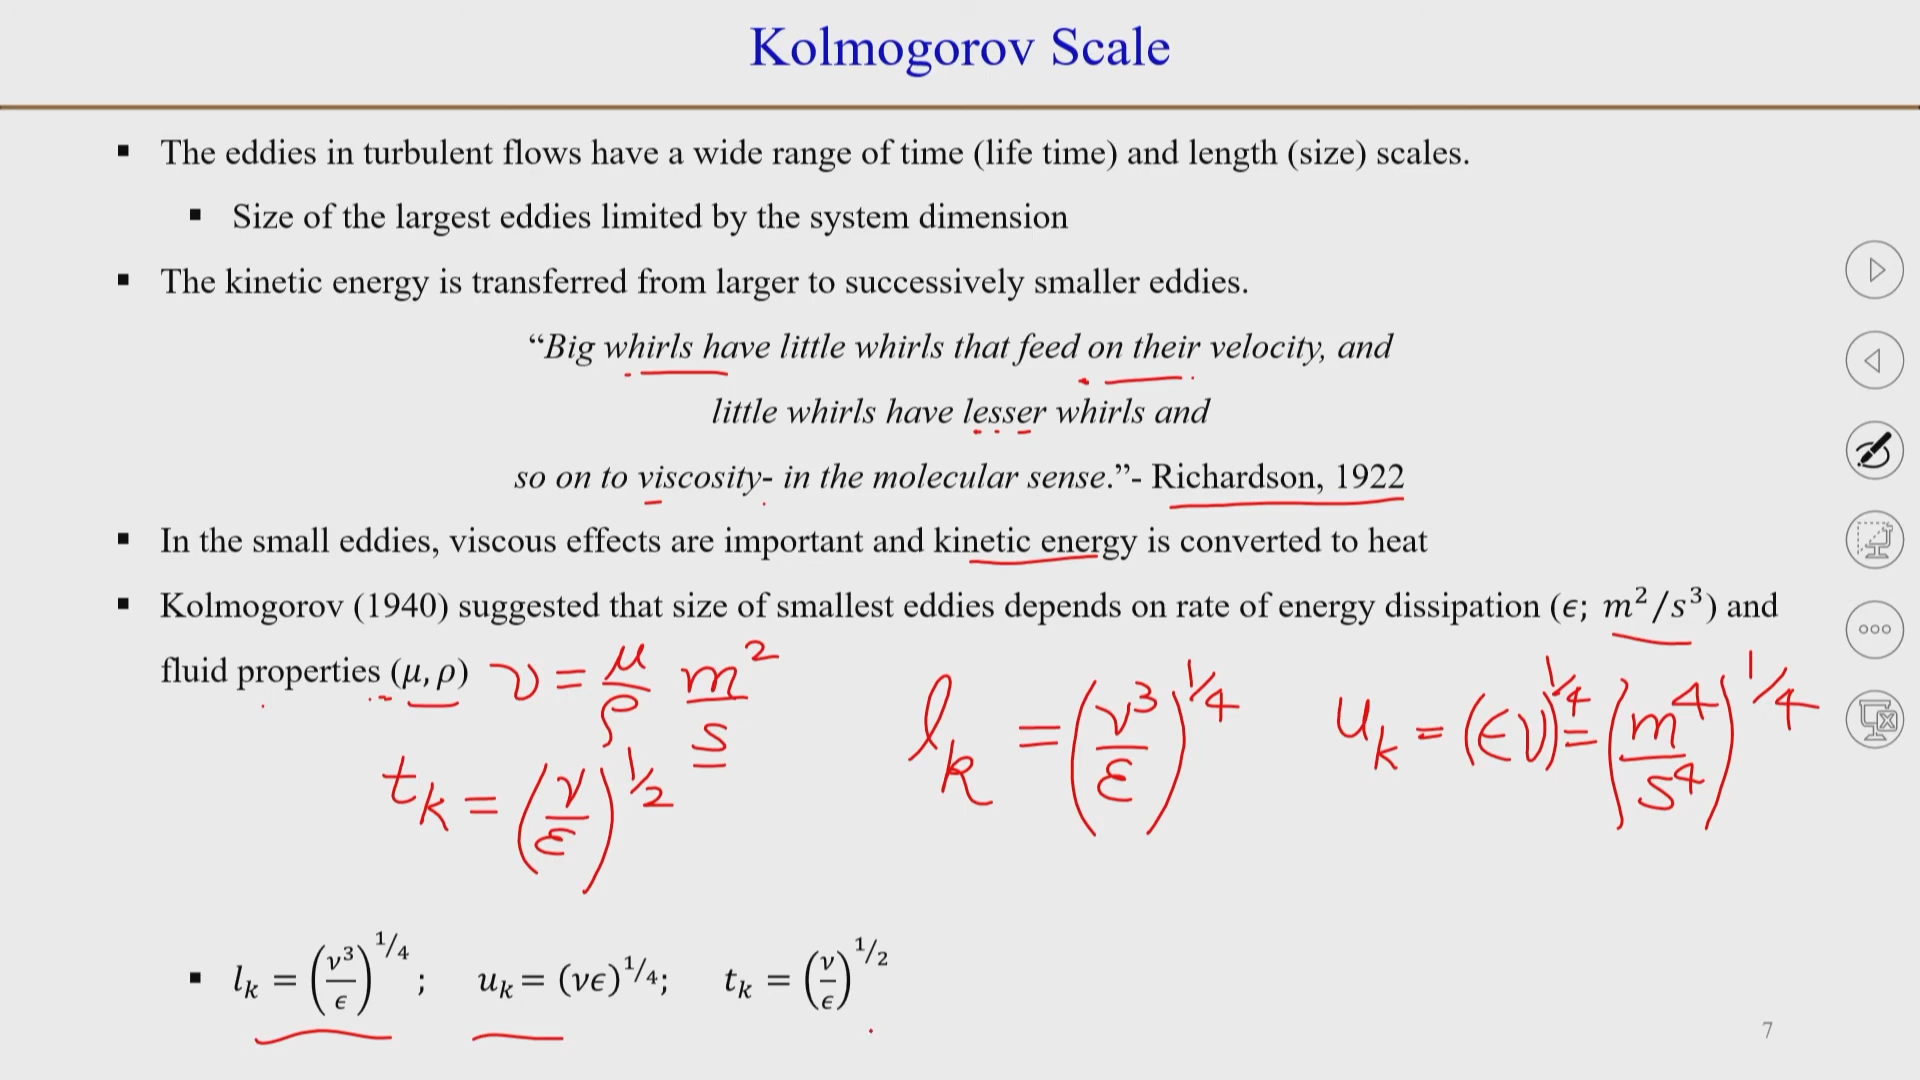 Kolmogorov Scale
▪ The eddies in turbulent flows have a wide range of time (life time) and length (size) scales.
▪ Size of the largest eddies limited by the system dimension
▪ The kinetic energy is transferred from larger to successively smaller eddies.
“Big whirls have little whirls that feed on their velocity, and
little whirls have lesser whirls and
so on to viscosity- in the molecular sense.”- Richardson, 1922
▪ In the small eddies, viscous effects are important and kinetic energy is converted to heat
▪ Kolmogorov (1940) suggested that size of smallest eddies depends on rate of energy dissipation (ϵ; m²/s³) and
fluid properties (μ, ρ) ν = μ/ρ m²/s
l_k = (ν³/ε)^1/4
u_k = (ϵν)^1/4 = (m⁴/s⁴)^1/4
t_k = (ν/ε)^1/2
▪ l_k = (ν³/ϵ)^1/4; u_k = (νϵ)^1/4; t_k = (ν/ϵ)^1/2
7